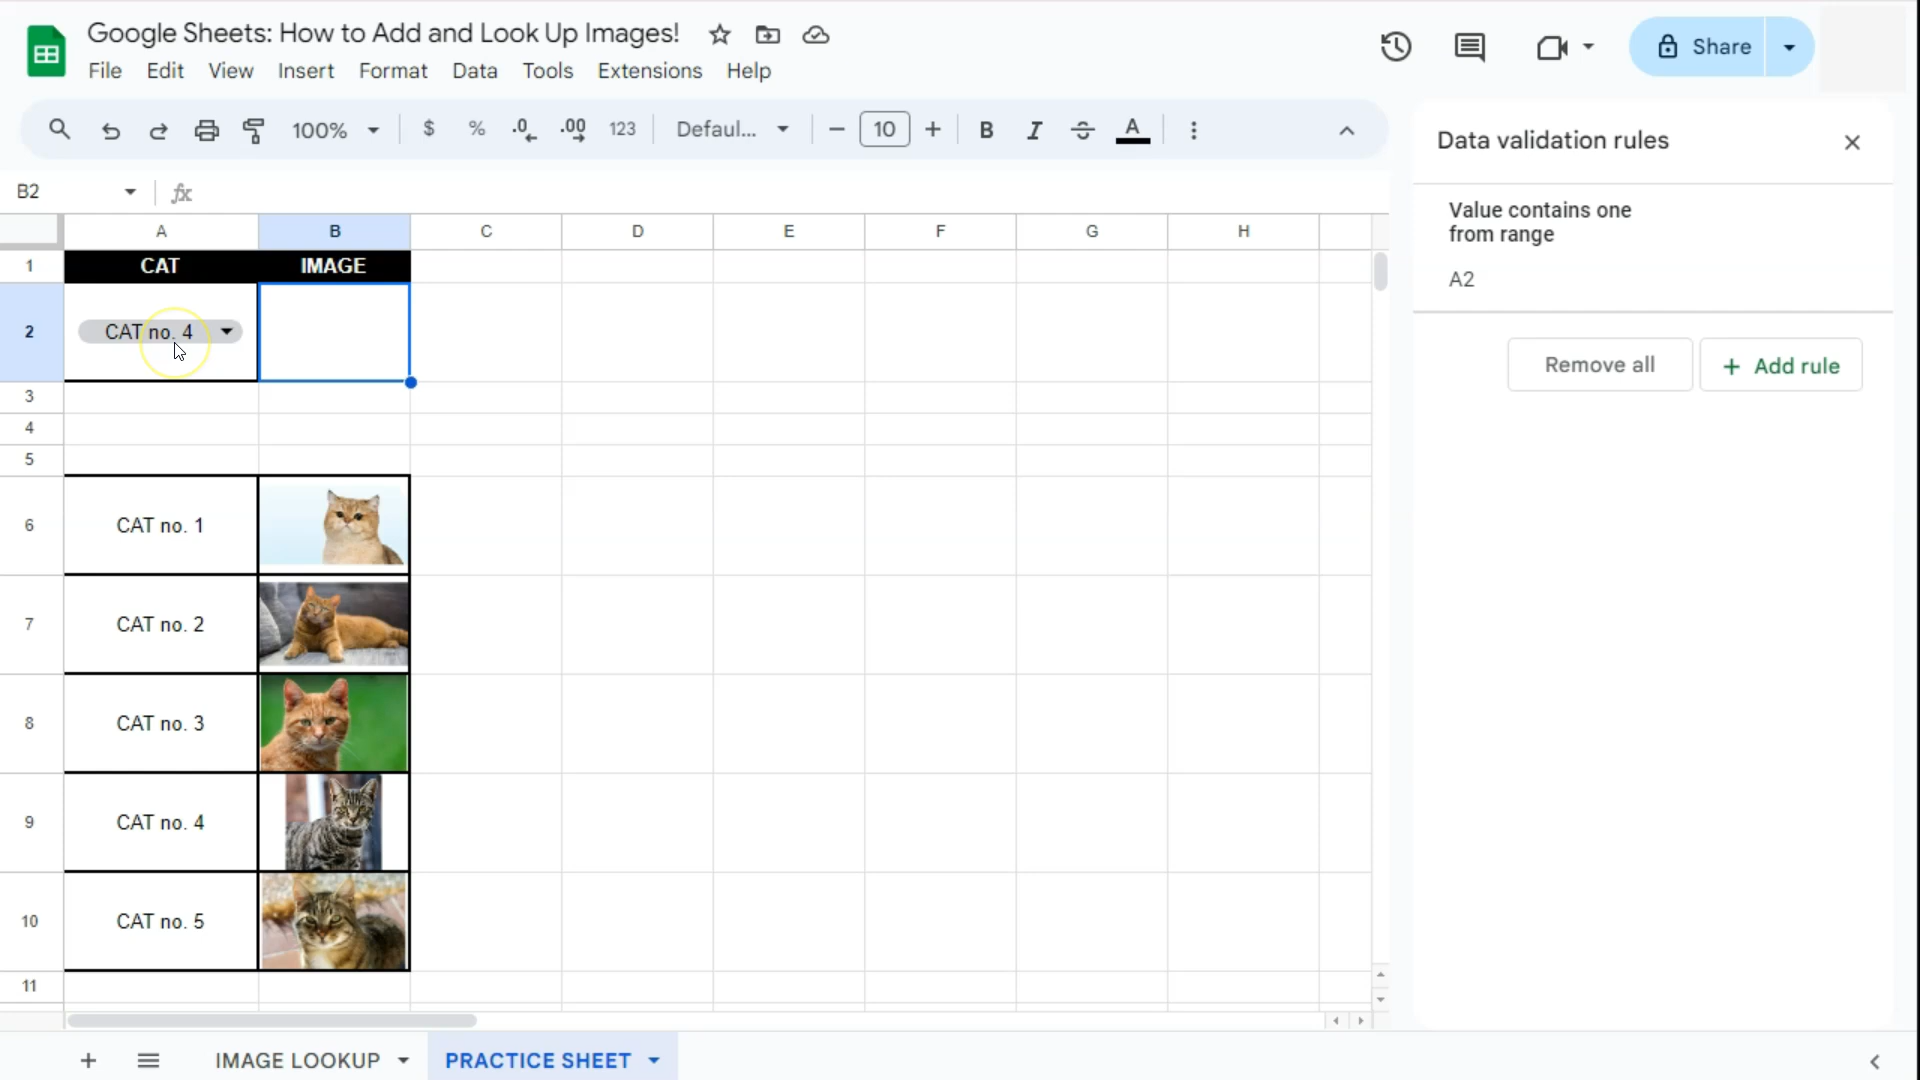 Google Sheets: How to Add and Look Up Images!
File Edit View Insert Format Data Tools Extensions Help
Share
100% $ % .0 .00 123 Defaul... 10 B I S A
Data validation rules
B2 fx
Value contains one
from range
A2
Remove all
Add rule
A B C D E F G H
1 CAT IMAGE
2 CAT no. 4
3
4
5
6 CAT no. 1
7 CAT no. 2
8 CAT no. 3
9 CAT no. 4
10 CAT no. 5
11
IMAGE LOOKUP PRACTICE SHEET